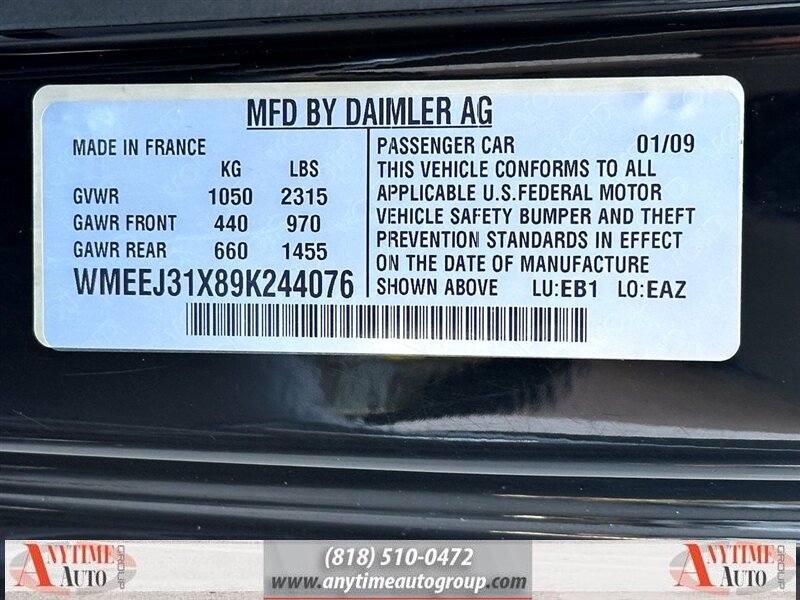 MFD BY DAIMLER AG
MADE IN FRANCE
KG LBS
GVWR 1050 2315
GAWR FRONT 440 970
GAWR REAR 660 1455
WMEEJ31X89K244076
PASSENGER CAR 01/09
THIS VEHICLE CONFORMS TO ALL
APPLICABLE U.S.FEDERAL MOTOR
VEHICLE SAFETY BUMPER AND THEFT
PREVENTION STANDARDS IN EFFECT
ON THE DATE OF MANUFACTURE
SHOWN ABOVE LU:EB1 LO:EAZ
ANYTIME AUTO GROUP
(818) 510-0472
www.anytimeautogroup.com
ANYTIME AUTO GROUP